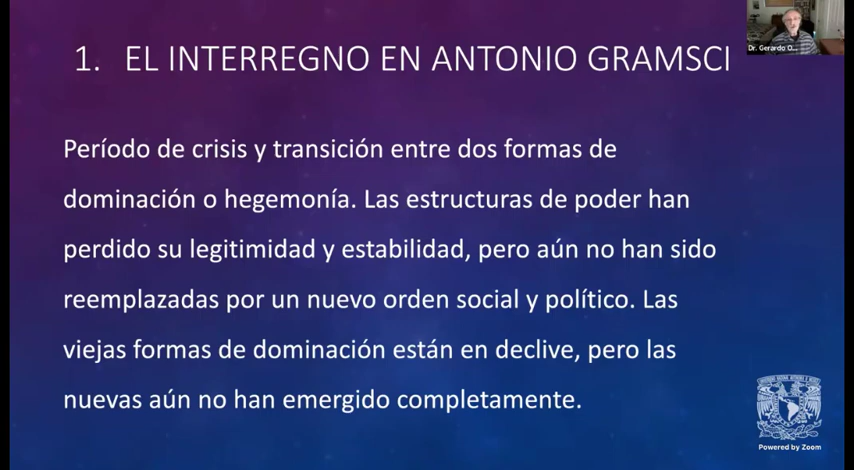 1. EL INTERREGNO EN ANTONIO GRAMSCI
Dr. Gerardo O...
Período de crisis y transición entre dos formas de
dominación o hegemonía. Las estructuras de poder han
perdido su legitimidad y estabilidad, pero aún no han sido
reemplazadas por un nuevo orden social y político. Las
viejas formas de dominación están en declive, pero las
nuevas aún no han emergido completamente.
Powered by Zoom